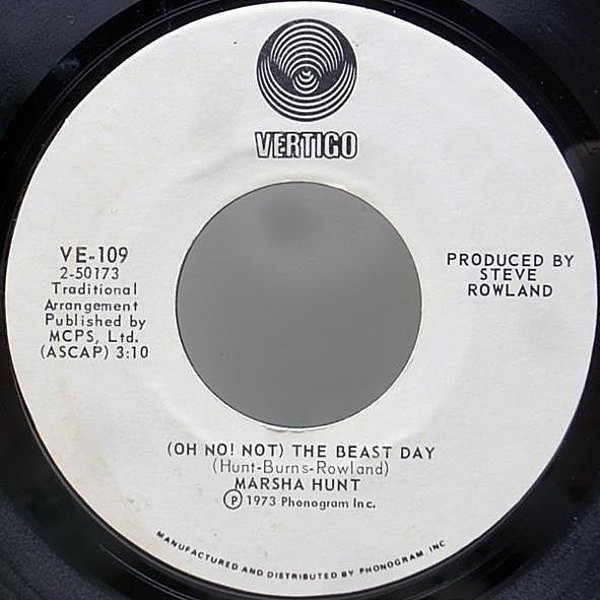 VERTIGO
VE-109
2-50173
Traditional
Arrangement
Published by
MCPS, Ltd.
(ASCAP) 3:10
PRODUCED BY
STEVE
ROWLAND
(OH NO! NOT) THE BEAST DAY
(Hunt-Burns-Rowland)
MARSHA HUNT
Ⓟ 1973 Phonogram Inc.
MANUFACTURED AND DISTRIBUTED BY PHONOGRAM, INC